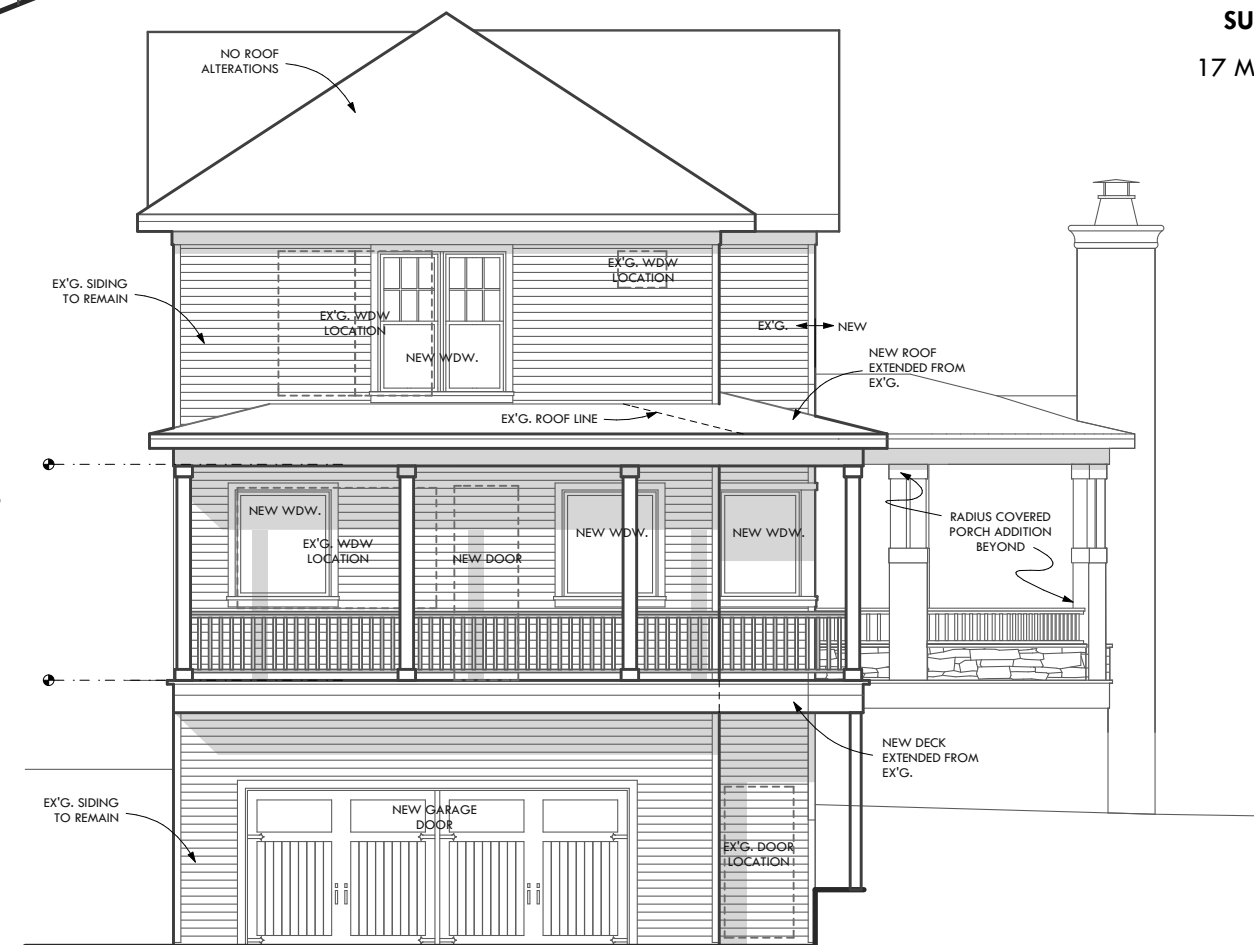 SU
17 M
NO ROOF
ALTERATIONS
EX'G. WDW
LOCATION
EX'G. SIDING
TO REMAIN
EX'G. WDW
LOCATION
EX'G.
NEW
NEW WDW.
NEW ROOF
EXTENDED FROM
EX'G.
EX'G. ROOF LINE
NEW WDW.
EX'G. WDW
LOCATION
NEW DOOR
NEW WDW.
NEW WDW.
RADIUS COVERED
PORCH ADDITION
BEYOND
NEW DECK
EXTENDED FROM
EX'G.
EX'G. SIDING
TO REMAIN
NEW GARAGE
DOOR
EX'G. DOOR
LOCATION